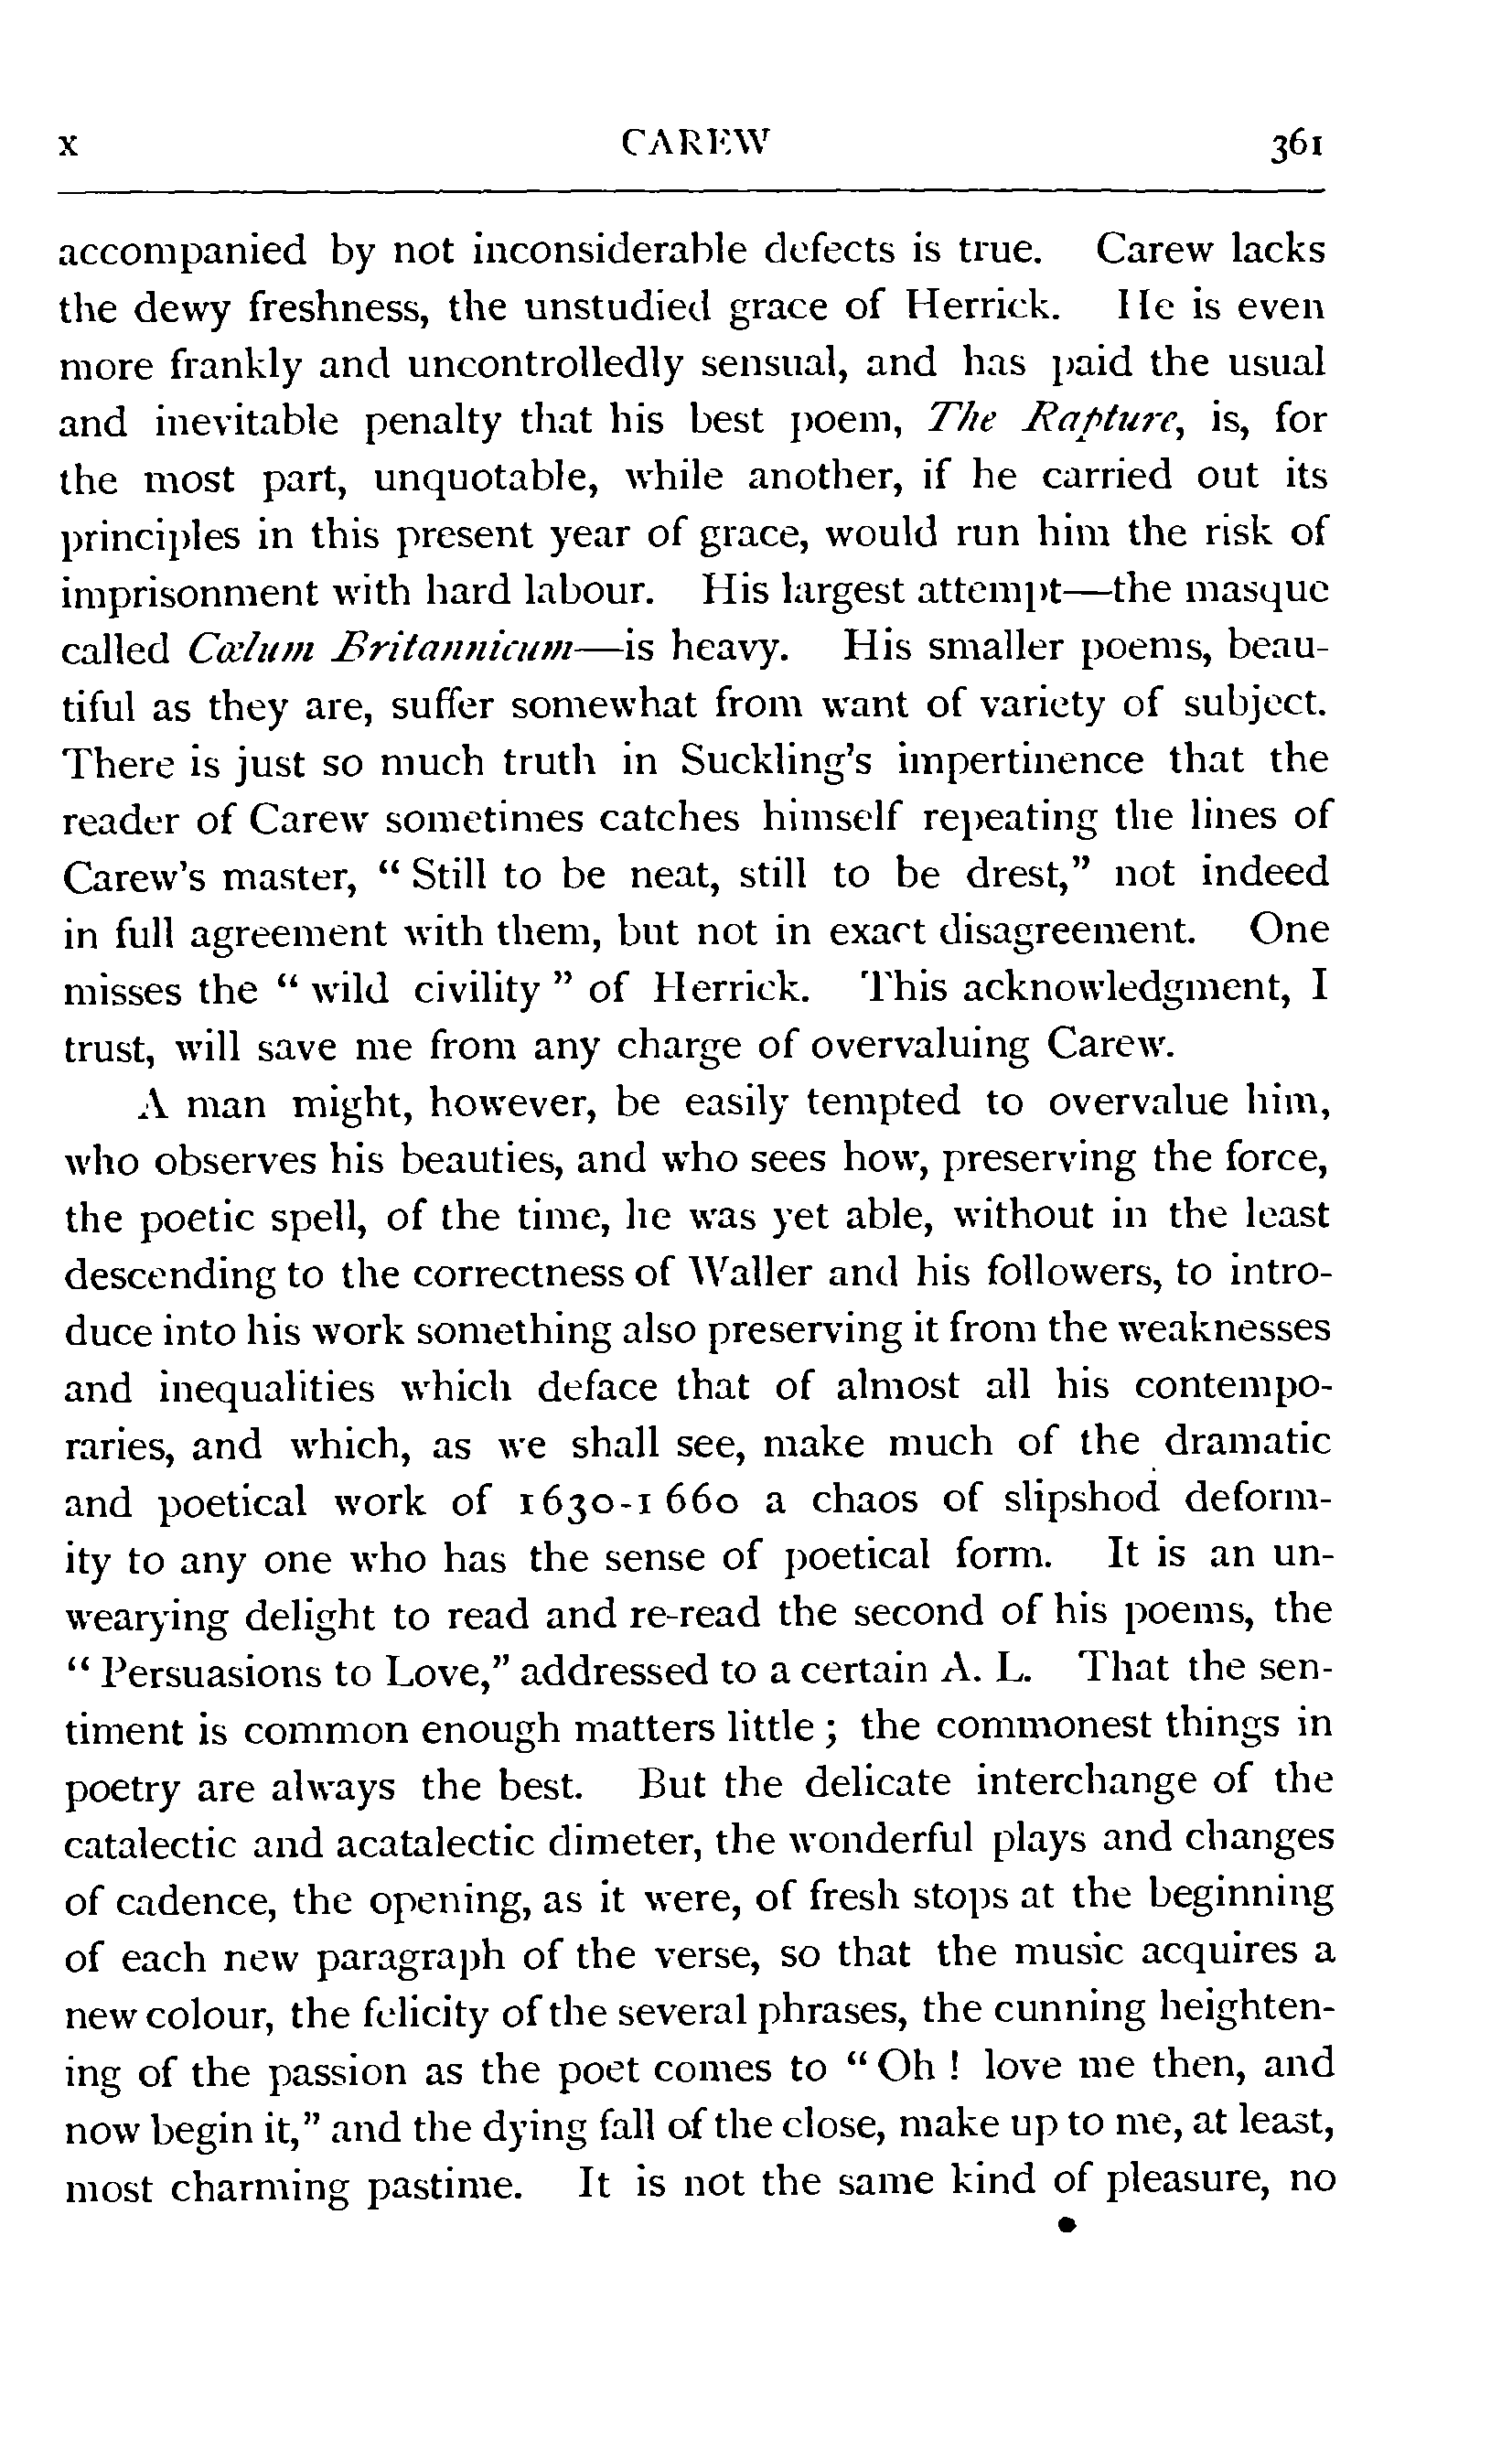 x CAREW 361
accompanied by not inconsiderable defects is true. Carew lacks
the dewy freshness, the unstudied grace of Herrick. He is even
more frankly and uncontrolledly sensual, and has paid the usual
and inevitable penalty that his best poem, The Rapture, is, for
the most part, unquotable, while another, if he carried out its
principles in this present year of grace, would run him the risk of
imprisonment with hard labour. His largest attempt—the masque
called Cœlum Britannicum—is heavy. His smaller poems, beau-
tiful as they are, suffer somewhat from want of variety of subject.
There is just so much truth in Suckling's impertinence that the
reader of Carew sometimes catches himself repeating the lines of
Carew's master, "Still to be neat, still to be drest," not indeed
in full agreement with them, but not in exact disagreement. One
misses the "wild civility" of Herrick. This acknowledgment, I
trust, will save me from any charge of overvaluing Carew.
A man might, however, be easily tempted to overvalue him,
who observes his beauties, and who sees how, preserving the force,
the poetic spell, of the time, he was yet able, without in the least
descending to the correctness of Waller and his followers, to intro-
duce into his work something also preserving it from the weaknesses
and inequalities which deface that of almost all his contempo-
raries, and which, as we shall see, make much of the dramatic
and poetical work of 1630-1660 a chaos of slipshod deform-
ity to any one who has the sense of poetical form. It is an un-
wearying delight to read and re-read the second of his poems, the
"Persuasions to Love," addressed to a certain A. L. That the sen-
timent is common enough matters little; the commonest things in
poetry are always the best. But the delicate interchange of the
catalectic and acatalectic dimeter, the wonderful plays and changes
of cadence, the opening, as it were, of fresh stops at the beginning
of each new paragraph of the verse, so that the music acquires a
new colour, the felicity of the several phrases, the cunning heighten-
ing of the passion as the poet comes to "Oh! love me then, and
now begin it," and the dying fall of the close, make up to me, at least,
most charming pastime. It is not the same kind of pleasure, no